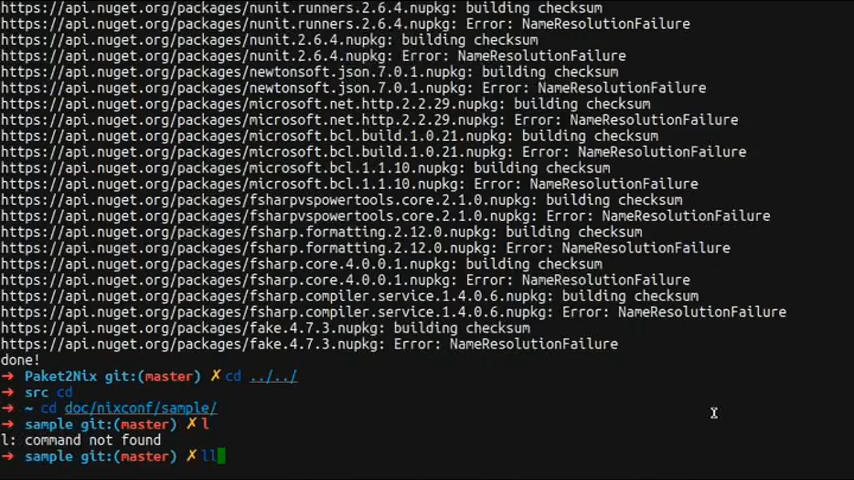 https://api.nuget.org/packages/nunit.runners.2.6.4.nupkg: building checksum
https://api.nuget.org/packages/nunit.runners.2.6.4.nupkg: Error: NameResolutionFailure
https://api.nuget.org/packages/nunit.2.6.4.nupkg: building checksum
https://api.nuget.org/packages/nunit.2.6.4.nupkg: Error: NameResolutionFailure
https://api.nuget.org/packages/newtonsoft.json.7.0.1.nupkg: building checksum
https://api.nuget.org/packages/newtonsoft.json.7.0.1.nupkg: Error: NameResolutionFailure
https://api.nuget.org/packages/microsoft.net.http.2.2.29.nupkg: building checksum
https://api.nuget.org/packages/microsoft.net.http.2.2.29.nupkg: Error: NameResolutionFailure
https://api.nuget.org/packages/microsoft.bcl.build.1.0.21.nupkg: building checksum
https://api.nuget.org/packages/microsoft.bcl.build.1.0.21.nupkg: Error: NameResolutionFailure
https://api.nuget.org/packages/microsoft.bcl.1.1.10.nupkg: building checksum
https://api.nuget.org/packages/microsoft.bcl.1.1.10.nupkg: Error: NameResolutionFailure
https://api.nuget.org/packages/fsharpvspowertools.core.2.1.0.nupkg: building checksum
https://api.nuget.org/packages/fsharpvspowertools.core.2.1.0.nupkg: Error: NameResolutionFailure
https://api.nuget.org/packages/fsharp.formatting.2.12.0.nupkg: building checksum
https://api.nuget.org/packages/fsharp.formatting.2.12.0.nupkg: Error: NameResolutionFailure
https://api.nuget.org/packages/fsharp.core.4.0.0.1.nupkg: building checksum
https://api.nuget.org/packages/fsharp.core.4.0.0.1.nupkg: Error: NameResolutionFailure
https://api.nuget.org/packages/fsharp.compiler.service.1.4.0.6.nupkg: building checksum
https://api.nuget.org/packages/fsharp.compiler.service.1.4.0.6.nupkg: Error: NameResolutionFailure
https://api.nuget.org/packages/fake.4.7.3.nupkg: building checksum
https://api.nuget.org/packages/fake.4.7.3.nupkg: Error: NameResolutionFailure
done!
➜ Paket2Nix git:(master) ✗ cd ../../
➜ src cd
➜ ~ cd doc/nixconf/sample/
➜ sample git:(master) ✗ l
l: command not found
➜ sample git:(master) ✗ ll